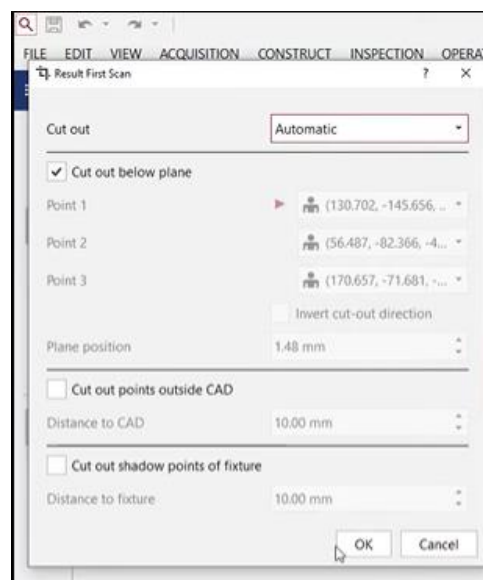 FILE EDIT VIEW ACQUISITION CONSTRUCT INSPECTION OPERA
Result First Scan ? ×
Cut out Automatic
Cut out below plane
Point 1 (130.702, -145.656, ..
Point 2 (56.487, -82.366, -4...
Point 3 (170.657, -71.681, -...
Invert cut-out direction
Plane position 1.48 mm
Cut out points outside CAD
Distance to CAD 10.00 mm
Cut out shadow points of fixture
Distance to fixture 10.00 mm
OK Cancel